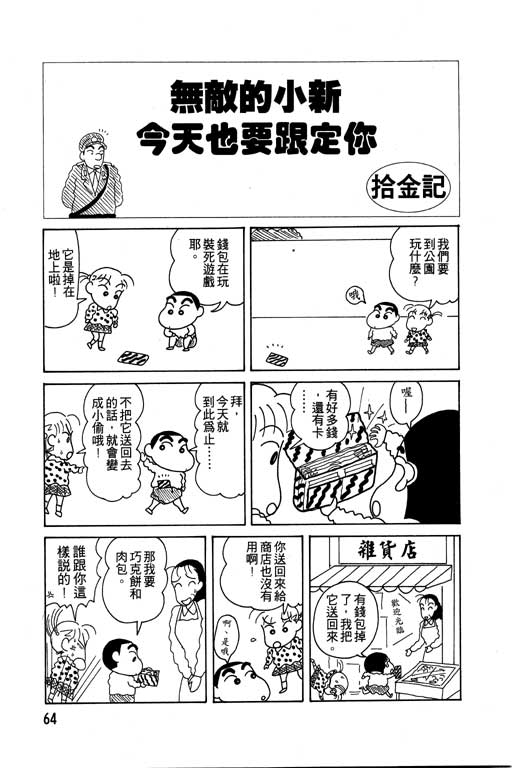 無敵的小新
今天也要跟定你
拾金記
我們要
到公園
玩什麼?
哦
錢包在玩
裝死遊戲
耶。
它是掉在
地上啦!
喔—
有好多錢
,還有卡
……
拜,
今天就
到此為止……
不把它送回去
的話,就會變
成小偷哦!
雜貨店
歡迎光臨
有錢包掉
了,我把
它送回來。
你送回來給
商店也沒有
用啊!
啊、是哦
那我要
巧克餅和
肉包。
誰跟你這
樣說的!
64